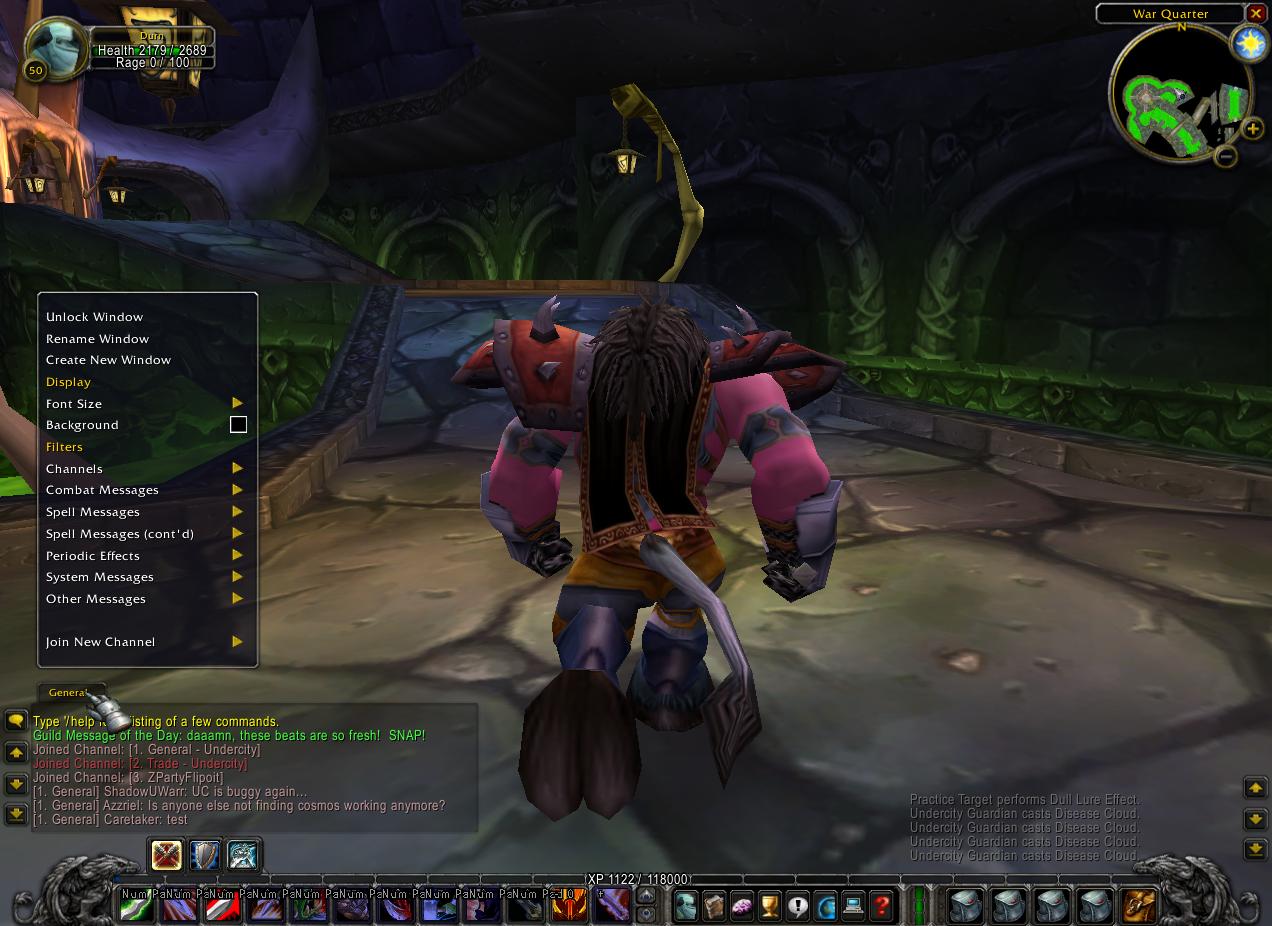 War Quarter
N
Durn
Health 2179 / 2689
Rage 0 / 100
50
Unlock Window
Rename Window
Create New Window
Display
Font Size
Background
Filters
Channels
Combat Messages
Spell Messages
Spell Messages (cont'd)
Periodic Effects
System Messages
Other Messages
Join New Channel
General
Type '/help isting of a few commands.
Guild Message of the Day: daaamn, these beats are so fresh! SNAP!
Joined Channel: [1. General - Undercity]
Joined Channel: [2. Trade - Undercity]
Joined Channel: [3. ZPartyFlipoit]
[1. General] ShadowUWarr: UC is buggy again...
[1. General] Azzriel: Is anyone else not finding cosmos working anymore?
[1. General] Caretaker: test
Practice Target performs Dull Lure Effect.
Undercity Guardian casts Disease Cloud.
Undercity Guardian casts Disease Cloud.
Undercity Guardian casts Disease Cloud.
Undercity Guardian casts Disease Cloud.
XP 1122 / 118000